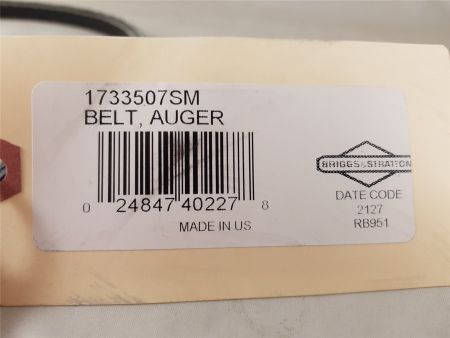 1733507SM
BELT, AUGER
0 24847 40227 8
MADE IN US
BRIGGS&STRATTON
DATE CODE
2127
RB951